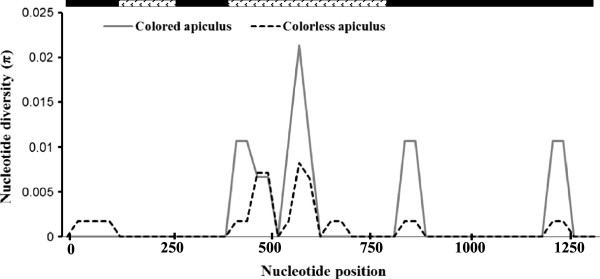 Colored apiculus
Colorless apiculus
Nucleotide diversity (π)
0.025
0.02
0.015
0.01
0.005
0
0 250 500 750 1000 1250
Nucleotide position